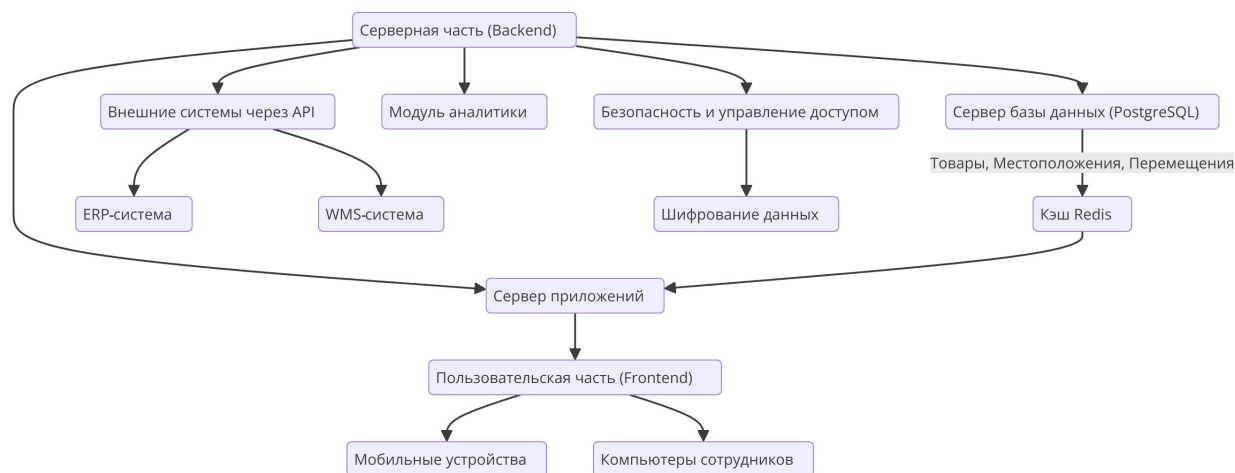 Серверная часть (Backend)
Внешние системы через API
Модуль аналитики
Безопасность и управление доступом
Сервер базы данных (PostgreSQL)
Товары, Местоположения, Перемещения
ERP-система
WMS-система
Шифрование данных
Кэш Redis
Сервер приложений
Пользовательская часть (Frontend)
Мобильные устройства
Компьютеры сотрудников